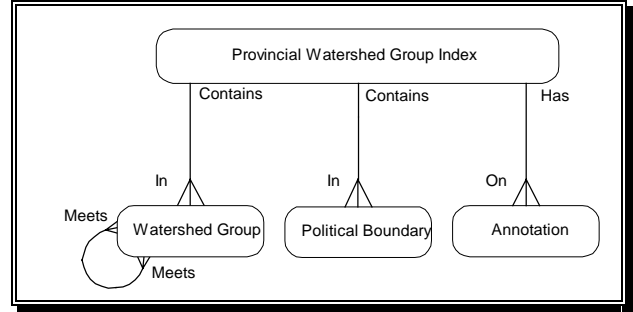 Provincial Watershed Group Index
Contains
Contains
Has
In
In
On
Meets
Watershed Group
Political Boundary
Annotation
Meets